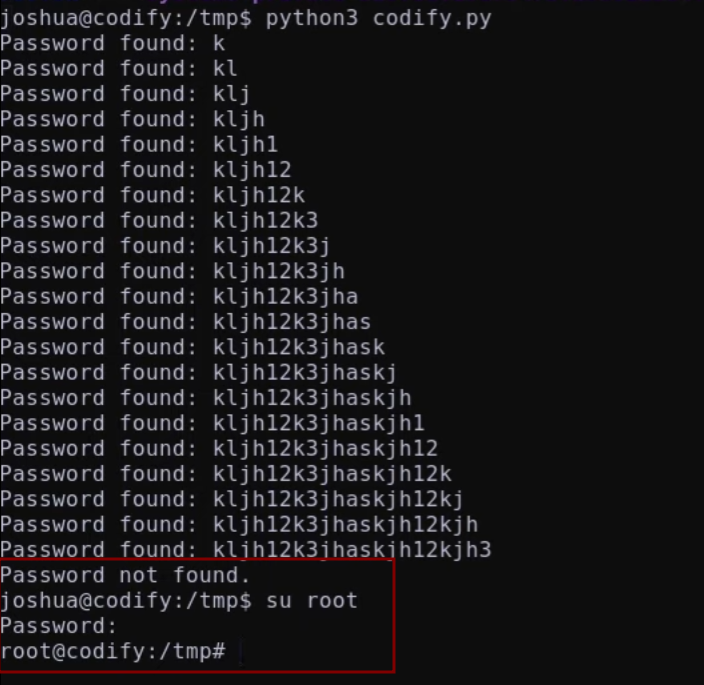 joshua@codify:/tmp$ python3 codify.py
Password found: k
Password found: kl
Password found: klj
Password found: kljh
Password found: kljh1
Password found: kljh12
Password found: kljh12k
Password found: kljh12k3
Password found: kljh12k3j
Password found: kljh12k3jh
Password found: kljh12k3jha
Password found: kljh12k3jhas
Password found: kljh12k3jhask
Password found: kljh12k3jhaskj
Password found: kljh12k3jhaskjh
Password found: kljh12k3jhaskjh1
Password found: kljh12k3jhaskjh12
Password found: kljh12k3jhaskjh12k
Password found: kljh12k3jhaskjh12kj
Password found: kljh12k3jhaskjh12kjh
Password found: kljh12k3jhaskjh12kjh3
Password not found.
joshua@codify:/tmp$ su root
Password:
root@codify:/tmp#